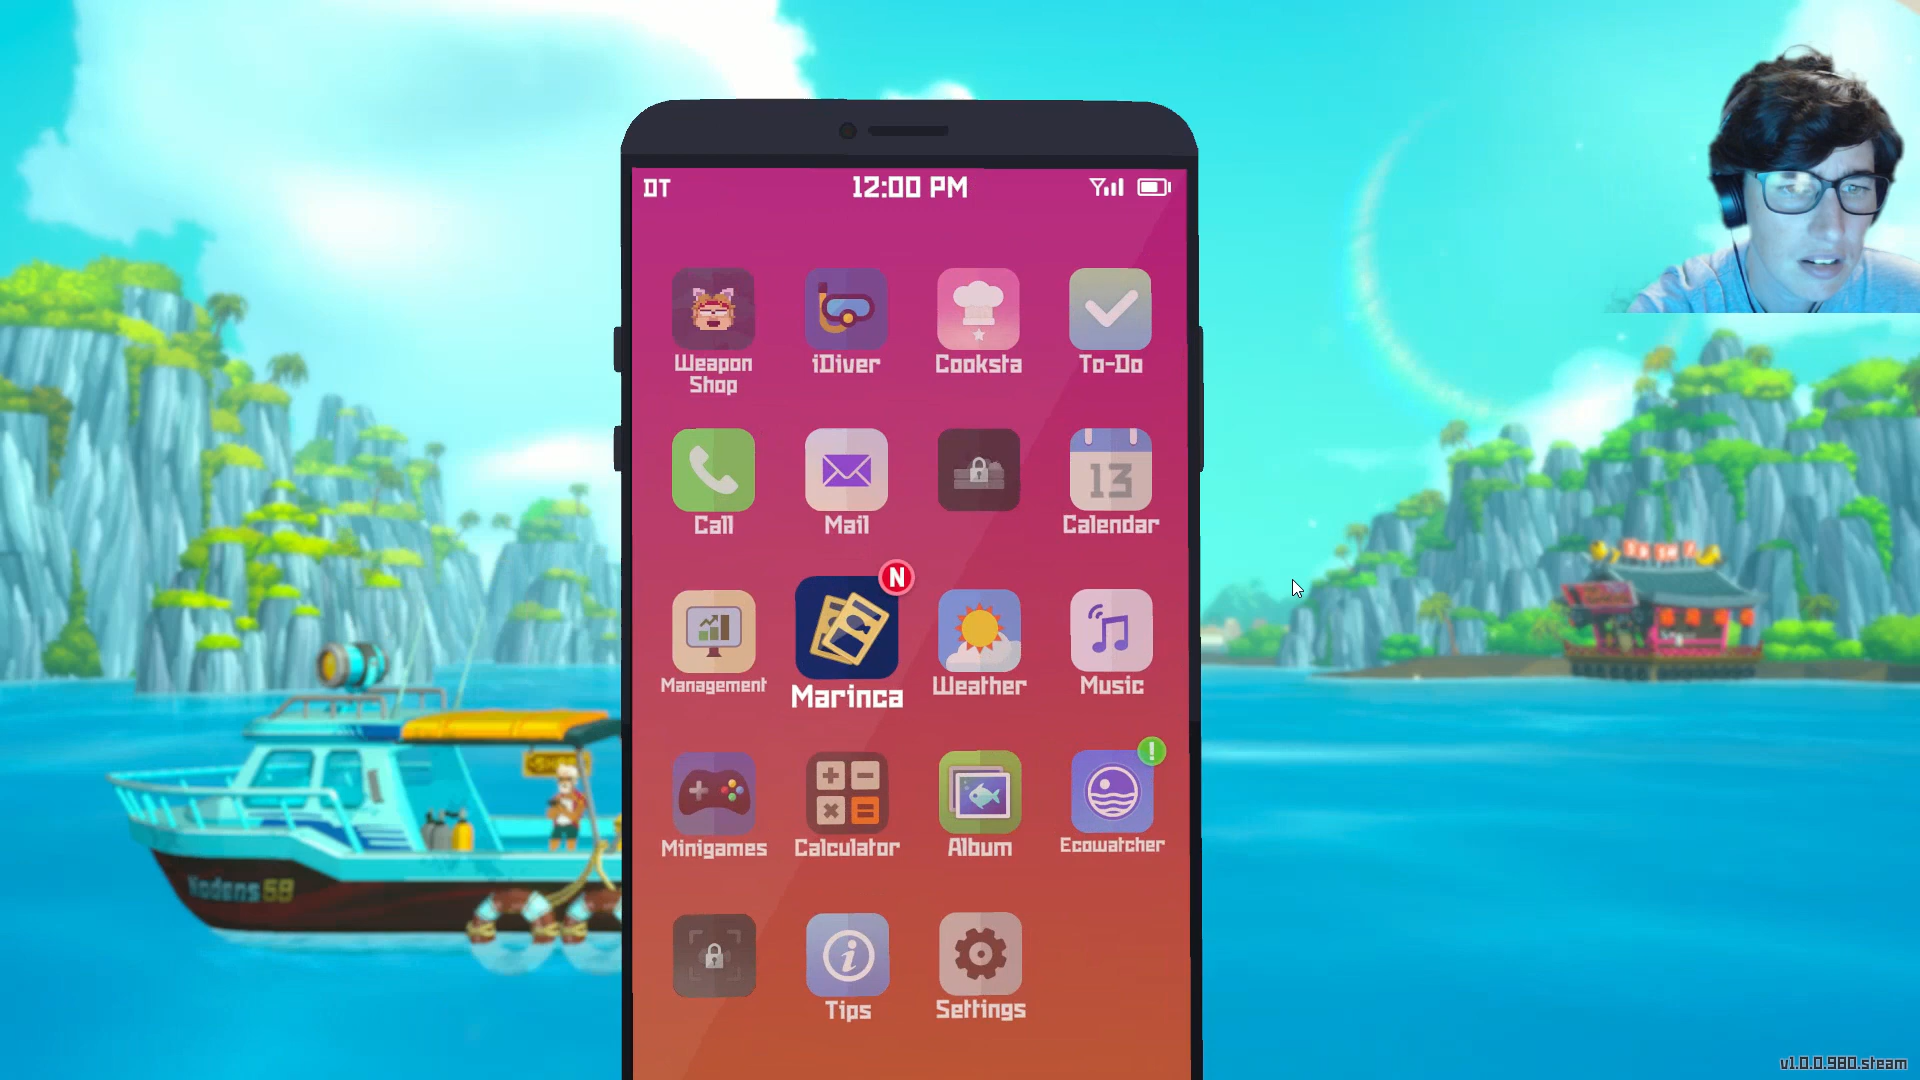 DT 12:00 PM
Weapon Shop
iDiver
Cooksta
To-Do
Call
Mail
13
Calendar
N
Management
Marinca
Weather
Music
!
Minigames
Calculator
Album
Ecowatcher
Tips
Settings
Nodens58
v1.0.0.980.steam